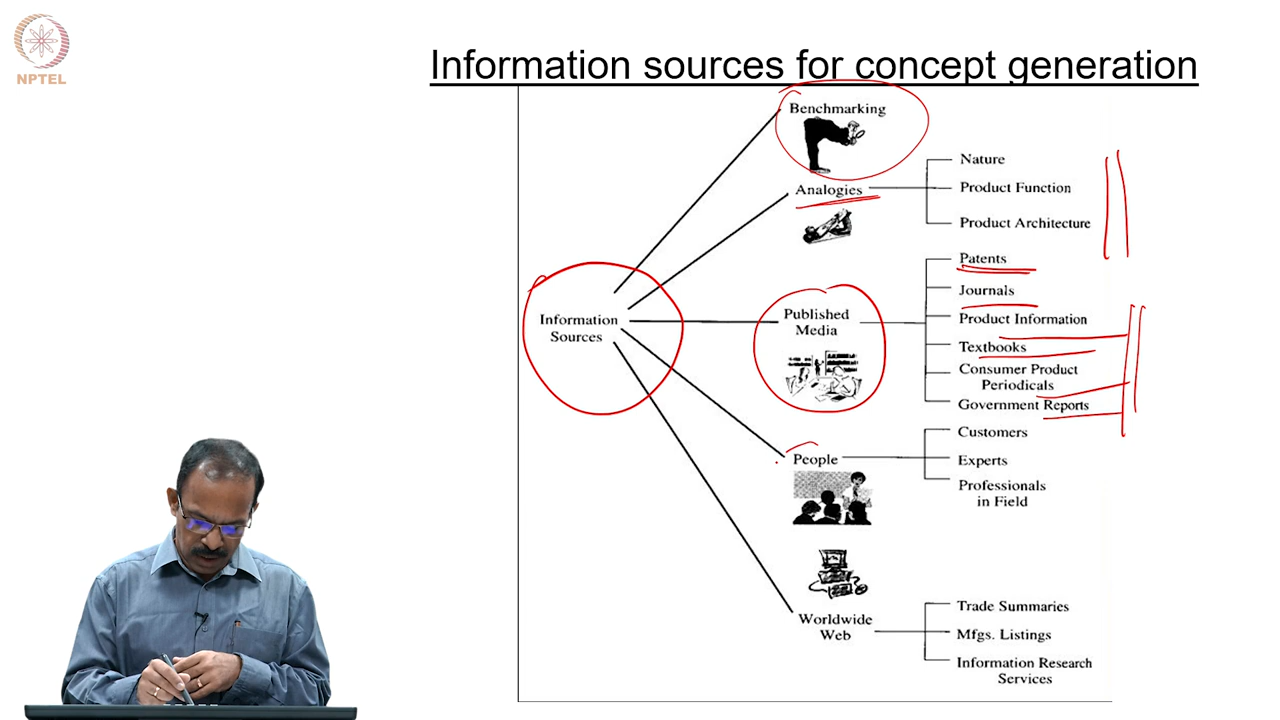 NPTEL
Information sources for concept generation
Benchmarking
Analogies
Nature
Product Function
Product Architecture
Information
Sources
Published
Media
Patents
Journals
Product Information
Textbooks
Consumer Product
Periodicals
Government Reports
People
Customers
Experts
Professionals
in Field
Worldwide
Web
Trade Summaries
Mfgs. Listings
Information Research
Services